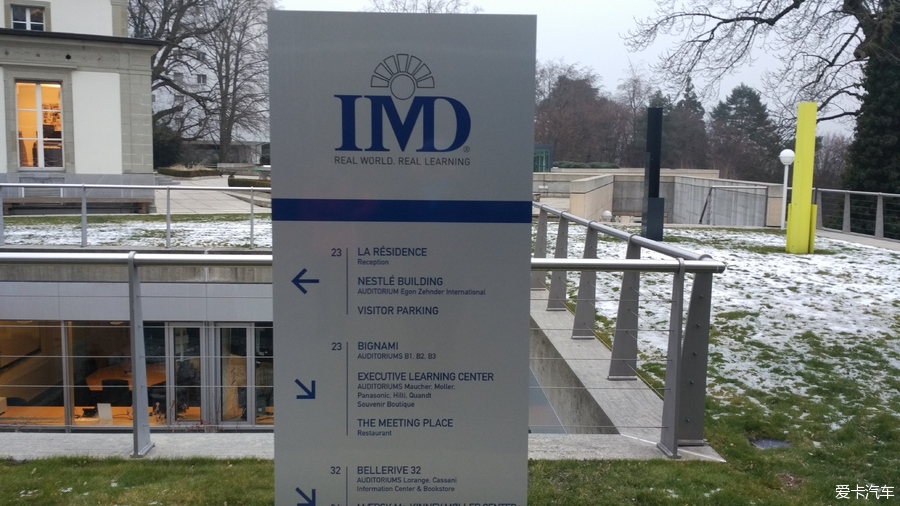 IMD®
REAL WORLD. REAL LEARNING
23 LA RÉSIDENCE
Reception
NESTLÉ BUILDING
AUDITORIUM Egon Zehnder International
VISITOR PARKING
23 BIGNAMI
AUDITORIUMS B1, B2, B3
EXECUTIVE LEARNING CENTER
AUDITORIUMS Maucher, Moller,
Panasonic, Hilti, Quandt
Souvenir Boutique
THE MEETING PLACE
Restaurant
32 BELLERIVE 32
AUDITORIUMS Lorange, Cassani
Information Center & Bookstore
爱卡汽车